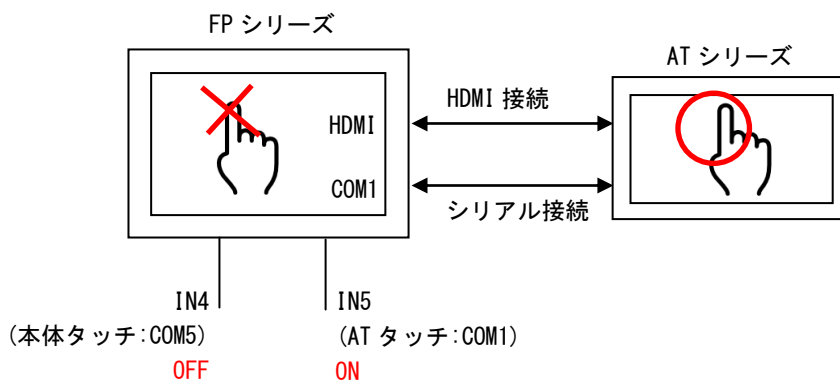 FP シリーズ
AT シリーズ
HDMI 接続
HDMI
COM1
シリアル接続
IN4
(本体タッチ:COM5)
OFF
IN5
(AT タッチ:COM1)
ON